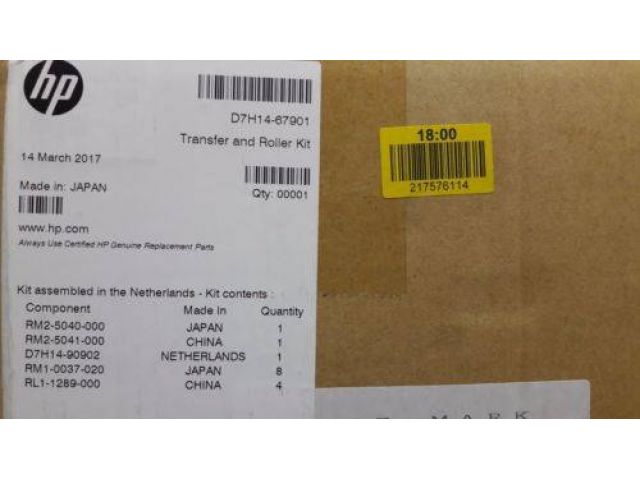 hp
D7H14-67901
Transfer and Roller Kit
14 March 2017
Made in: JAPAN
Qty: 00001
www.hp.com
Always Use Certified HP Genuine Replacement Parts
Kit assembled in the Netherlands - Kit contents :
Component Made in Quantity
RM2-5040-000 JAPAN 1
RM2-5041-000 CHINA 1
D7H14-90902 NETHERLANDS 1
RM1-0037-020 JAPAN 8
RL1-1289-000 CHINA 4
18:00
217576114
MARK